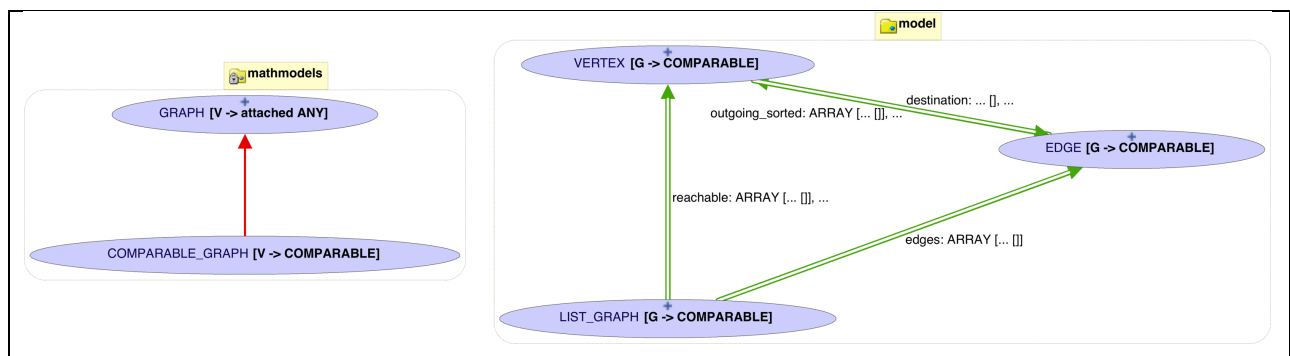 model
mathmodels
VERTEX [G -> COMPARABLE]
GRAPH [V -> attached ANY]
destination: ... [], ...
outgoing_sorted: ARRAY [... []], ...
EDGE [G -> COMPARABLE]
reachable: ARRAY [... []], ...
edges: ARRAY [... []]
COMPARABLE_GRAPH [V -> COMPARABLE]
LIST_GRAPH [G -> COMPARABLE]